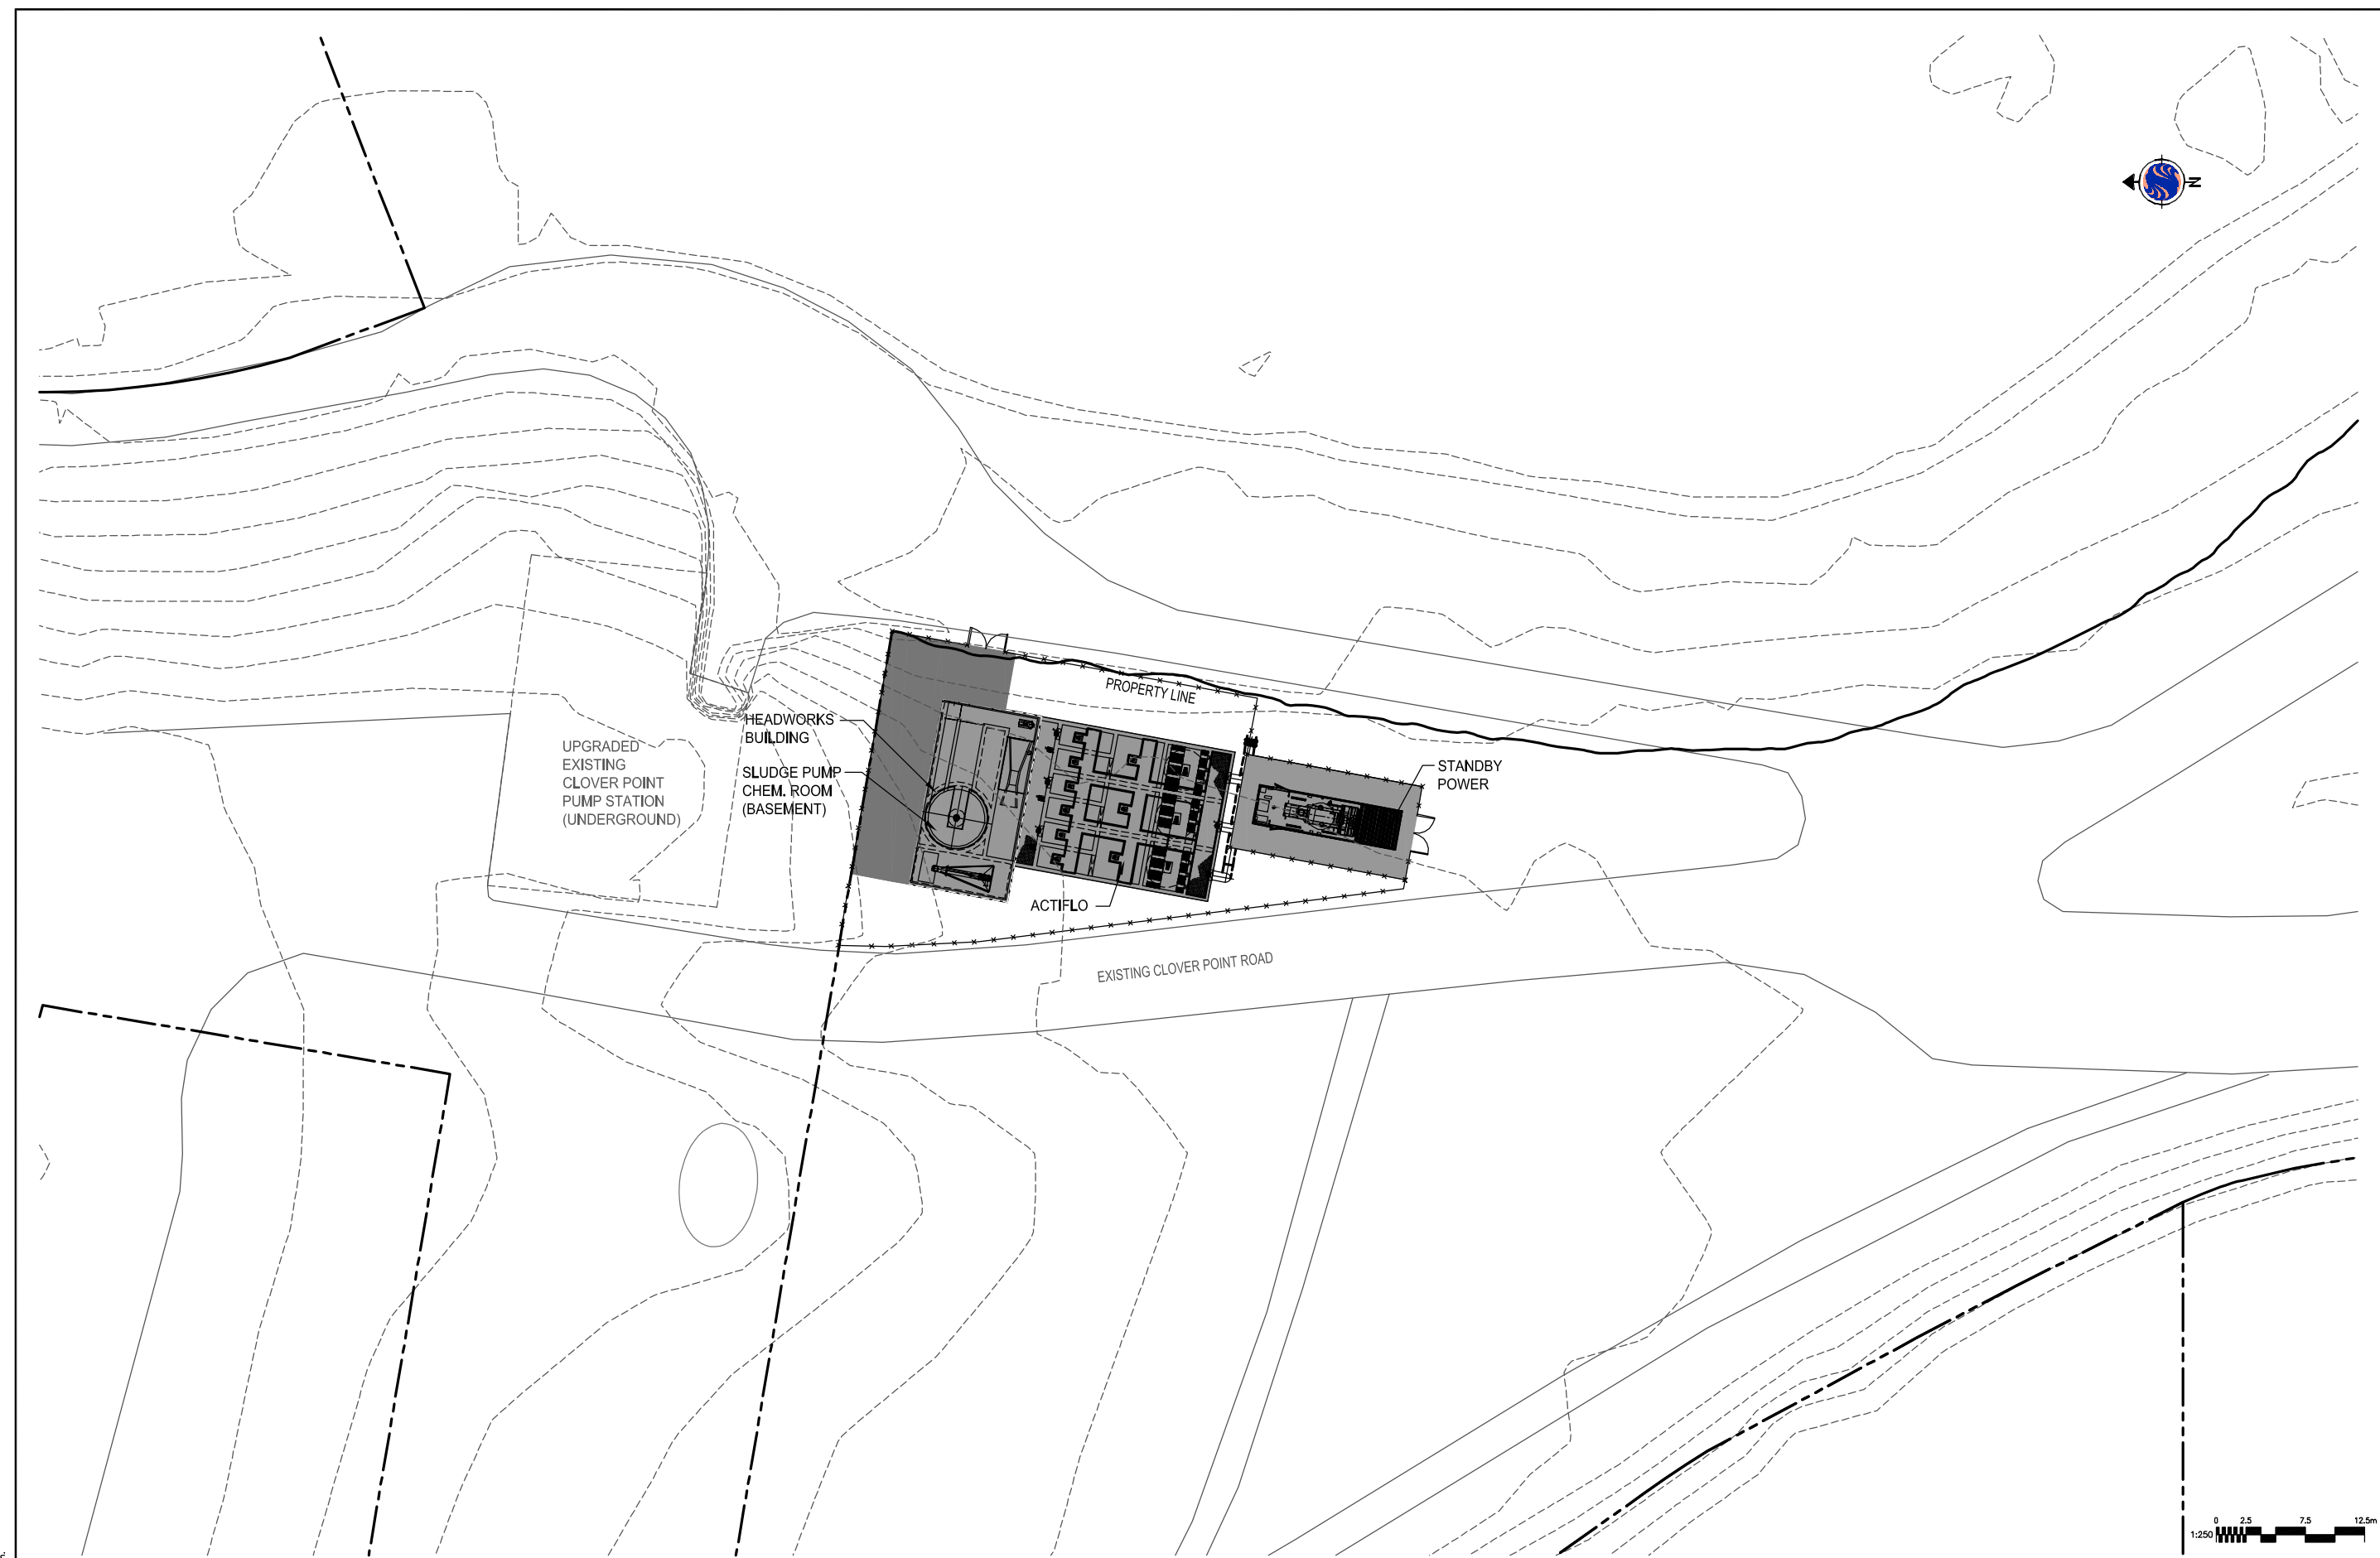 N
PROPERTY LINE
HEADWORKS
BUILDING
UPGRADED
EXISTING
CLOVER POINT
PUMP STATION
(UNDERGROUND)
SLUDGE PUMP
CHEM. ROOM
(BASEMENT)
STANDBY
POWER
ACTIFLO
EXISTING CLOVER POINT ROAD
0 2.5 7.5 12.5m
1:250